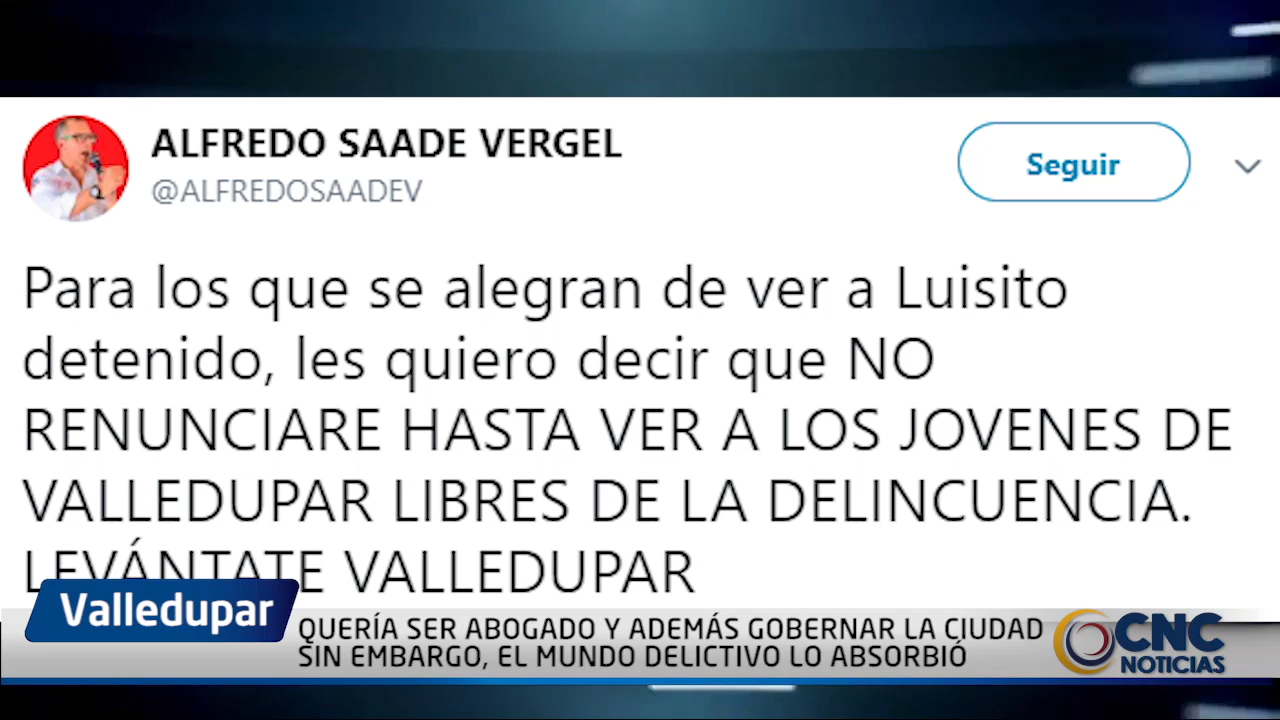 ALFREDO SAADE VERGEL
@ALFREDOSAADEV
Seguir
Para los que se alegran de ver a Luisito
detenido, les quiero decir que NO
RENUNCIARE HASTA VER A LOS JOVENES DE
VALLEDUPAR LIBRES DE LA DELINCUENCIA.
LEVÁNTATE VALLEDUPAR
Valledupar
QUERÍA SER ABOGADO Y ADEMÁS GOBERNAR LA CIUDAD
SIN EMBARGO, EL MUNDO DELICTIVO LO ABSORBIÓ
CNC
NOTICIAS